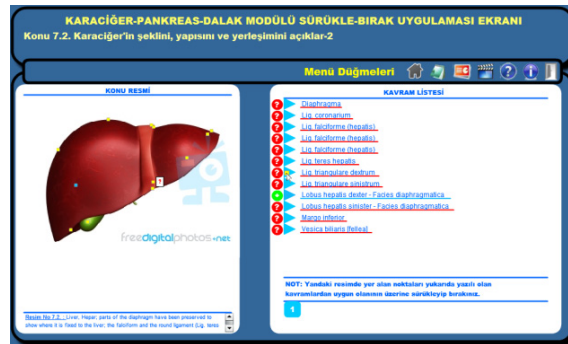 KARACİĞER-PANKREAS-DALAK MODÜLÜ SÜRÜKLE-BIRAK UYGULAMASI EKRANI
Konu 7.2. Karaciğer'in şeklini, yapısını ve yerleşimini açıklar-2
Menü Düğmeleri
KONU RESMİ
?
freedigitalphotos.net
Resim No 7.2. : Liver, Hepar; parts of the diaphragm have been preserved to
show where it is fixed to the liver; the falciform and the round ligament (Lig. teres
KAVRAM LİSTESİ
? Diaphragma
? Lig. coronarium
? Lig. falciforme (hepatis)
? Lig. falciforme (hepatis)
? Lig. falciforme (hepatis)
? Lig. teres hepatis
? Lig. triangulare dextrum
? Lig. triangulare sinistrum
Lobus hepatis dexter - Facies diaphragmatica
? Lobus hepatis sinister - Facies diaphragmatica
? Margo inferior
? Vesica biliaris (fellea)
NOT: Yandaki resimde yer alan noktaları yukarıda yazılı olan
kavramlardan uygun olanının üzerine sürükleyip bırakınız.
1